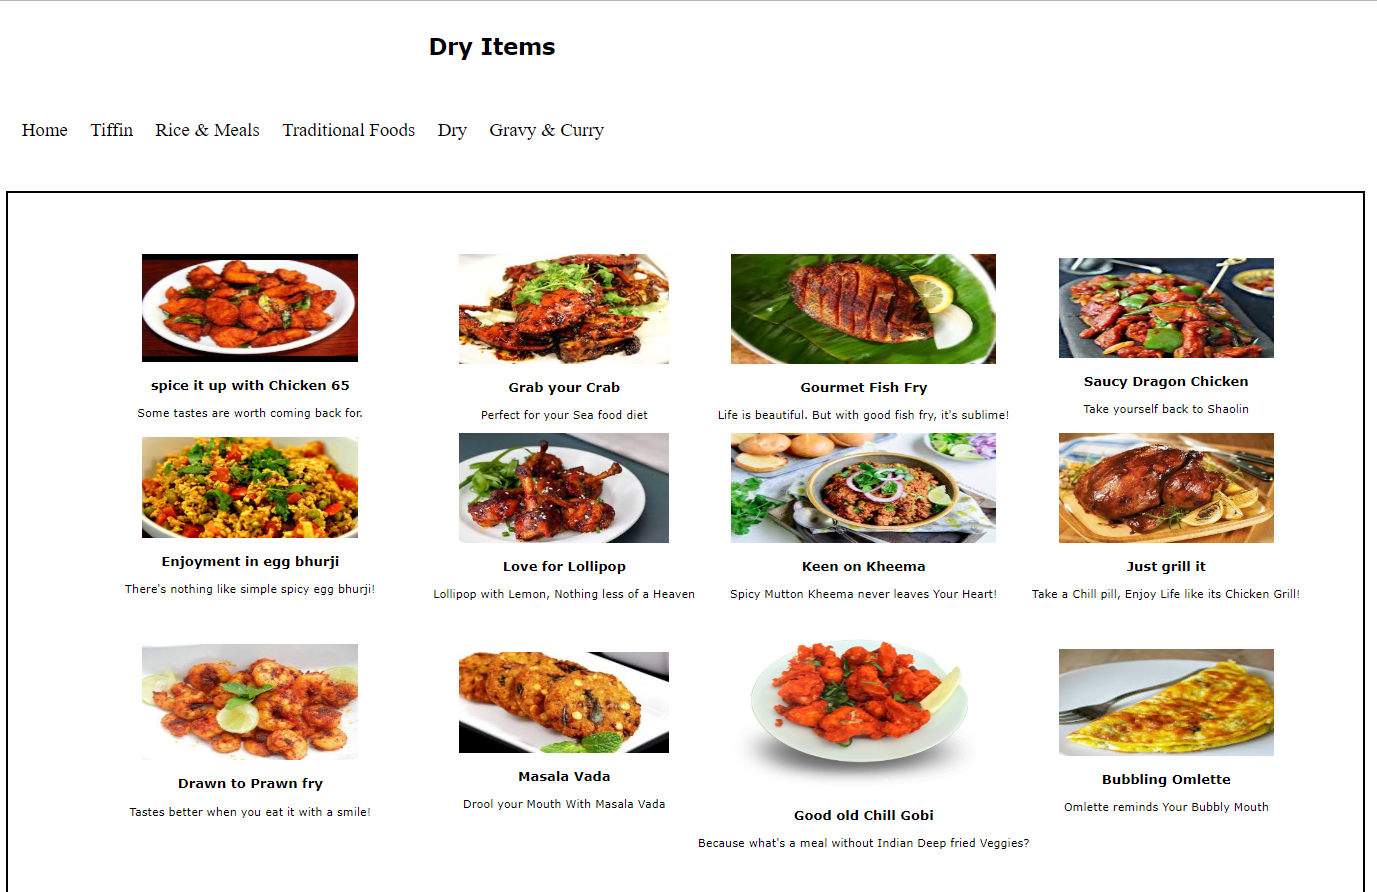 Dry Items
Home Tiffin Rice & Meals Traditional Foods Dry Gravy & Curry
spice it up with Chicken 65
Some tastes are worth coming back for.
Grab your Crab
Perfect for your Sea food diet
Gourmet Fish Fry
Life is beautiful. But with good fish fry, it's sublime!
Saucy Dragon Chicken
Take yourself back to Shaolin
Enjoyment in egg bhurji
There's nothing like simple spicy egg bhurji!
Love for Lollipop
Lollipop with Lemon, Nothing less of a Heaven
Keen on Kheema
Spicy Mutton Kheema never leaves Your Heart!
Just grill it
Take a Chill pill, Enjoy Life like its Chicken Grill!
Drawn to Prawn fry
Tastes better when you eat it with a smile!
Masala Vada
Drool your Mouth With Masala Vada
Good old Chill Gobi
Because what's a meal without Indian Deep fried Veggies?
Bubbling Omlette
Omlette reminds Your Bubbly Mouth